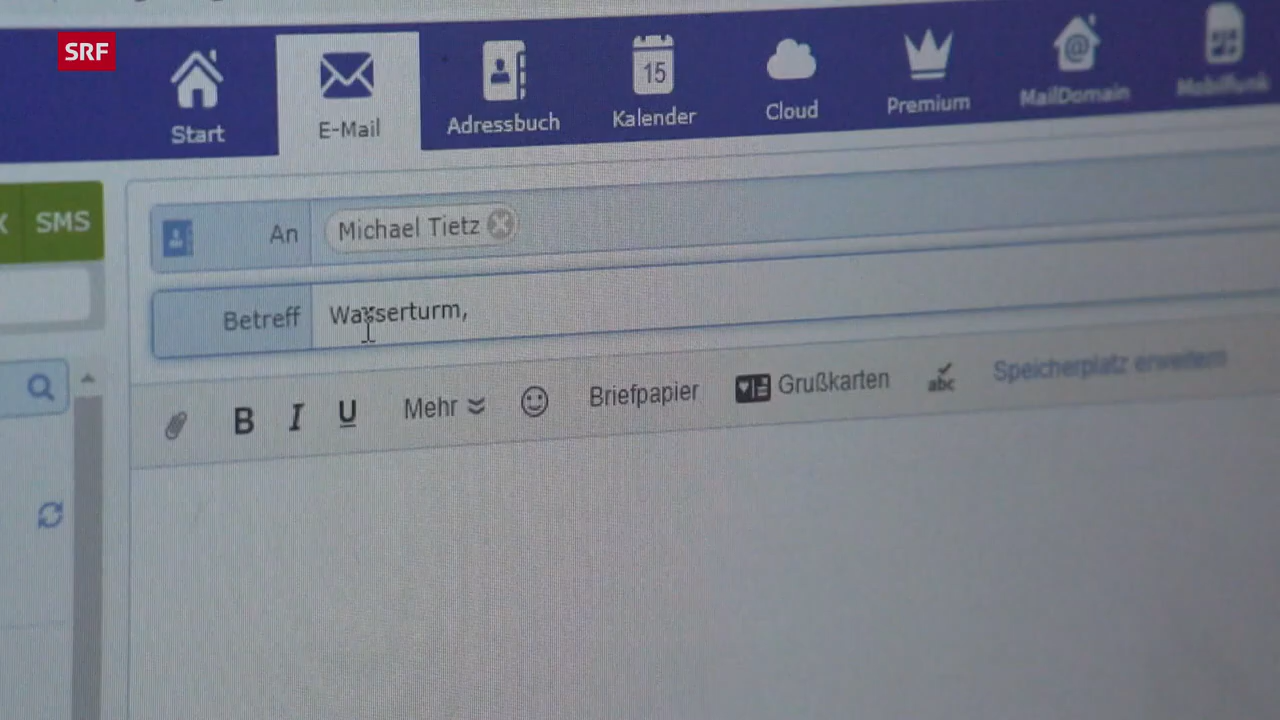 SRF
Start
E-Mail
Adressbuch
15
Kalender
Cloud
Premium
@
MailDomain
Mobilfunk
SMS
An Michael Tietz
Betreff Wasserturm,
B I U Mehr Briefpapier Grußkarten abc Speicherplatz erweitern